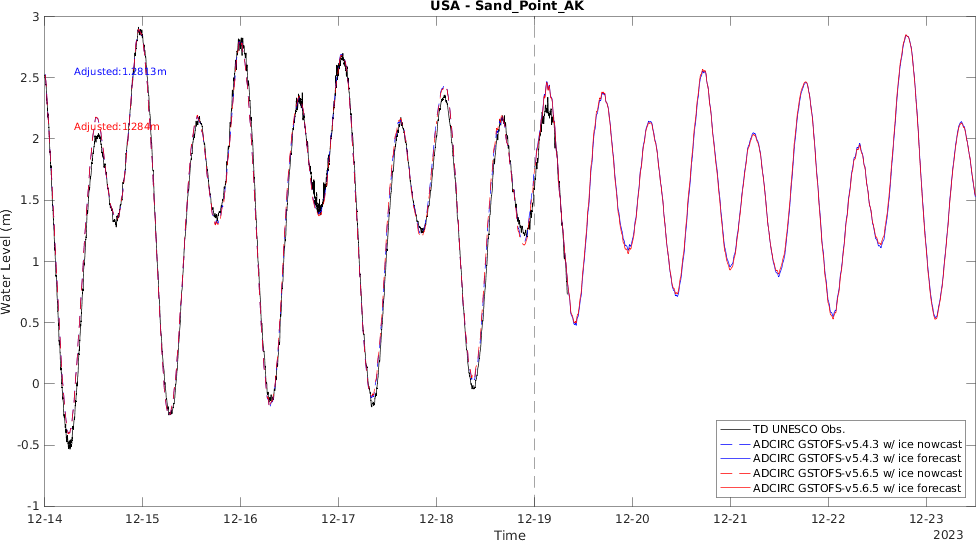 USA - Sand_Point_AK
3
2.5
2
1.5
1
0.5
0
-0.5
-1
Water Level (m)
Adjusted:1.2813m
Adjusted:1.284m
TD UNESCO Obs.
ADCIRC GSTOFS-v5.4.3 w/ ice nowcast
ADCIRC GSTOFS-v5.4.3 w/ ice forecast
ADCIRC GSTOFS-v5.6.5 w/ ice nowcast
ADCIRC GSTOFS-v5.6.5 w/ ice forecast
12-14 12-15 12-16 12-17 12-18 12-19 12-20 12-21 12-22 12-23
Time
2023